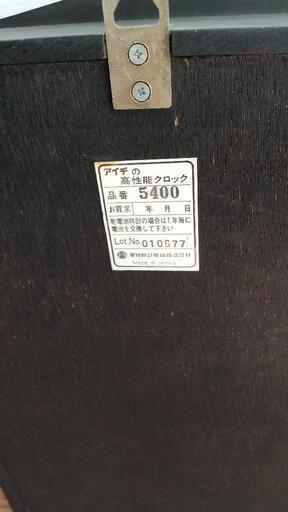 アイチの
高性能クロック
品番 5400
お買求 年 月 日
乾電池時計の場合は1年毎に
電池を交換して下さい
Lot.No. 010677
愛知時計電機株式会社
MADE IN JAPAN